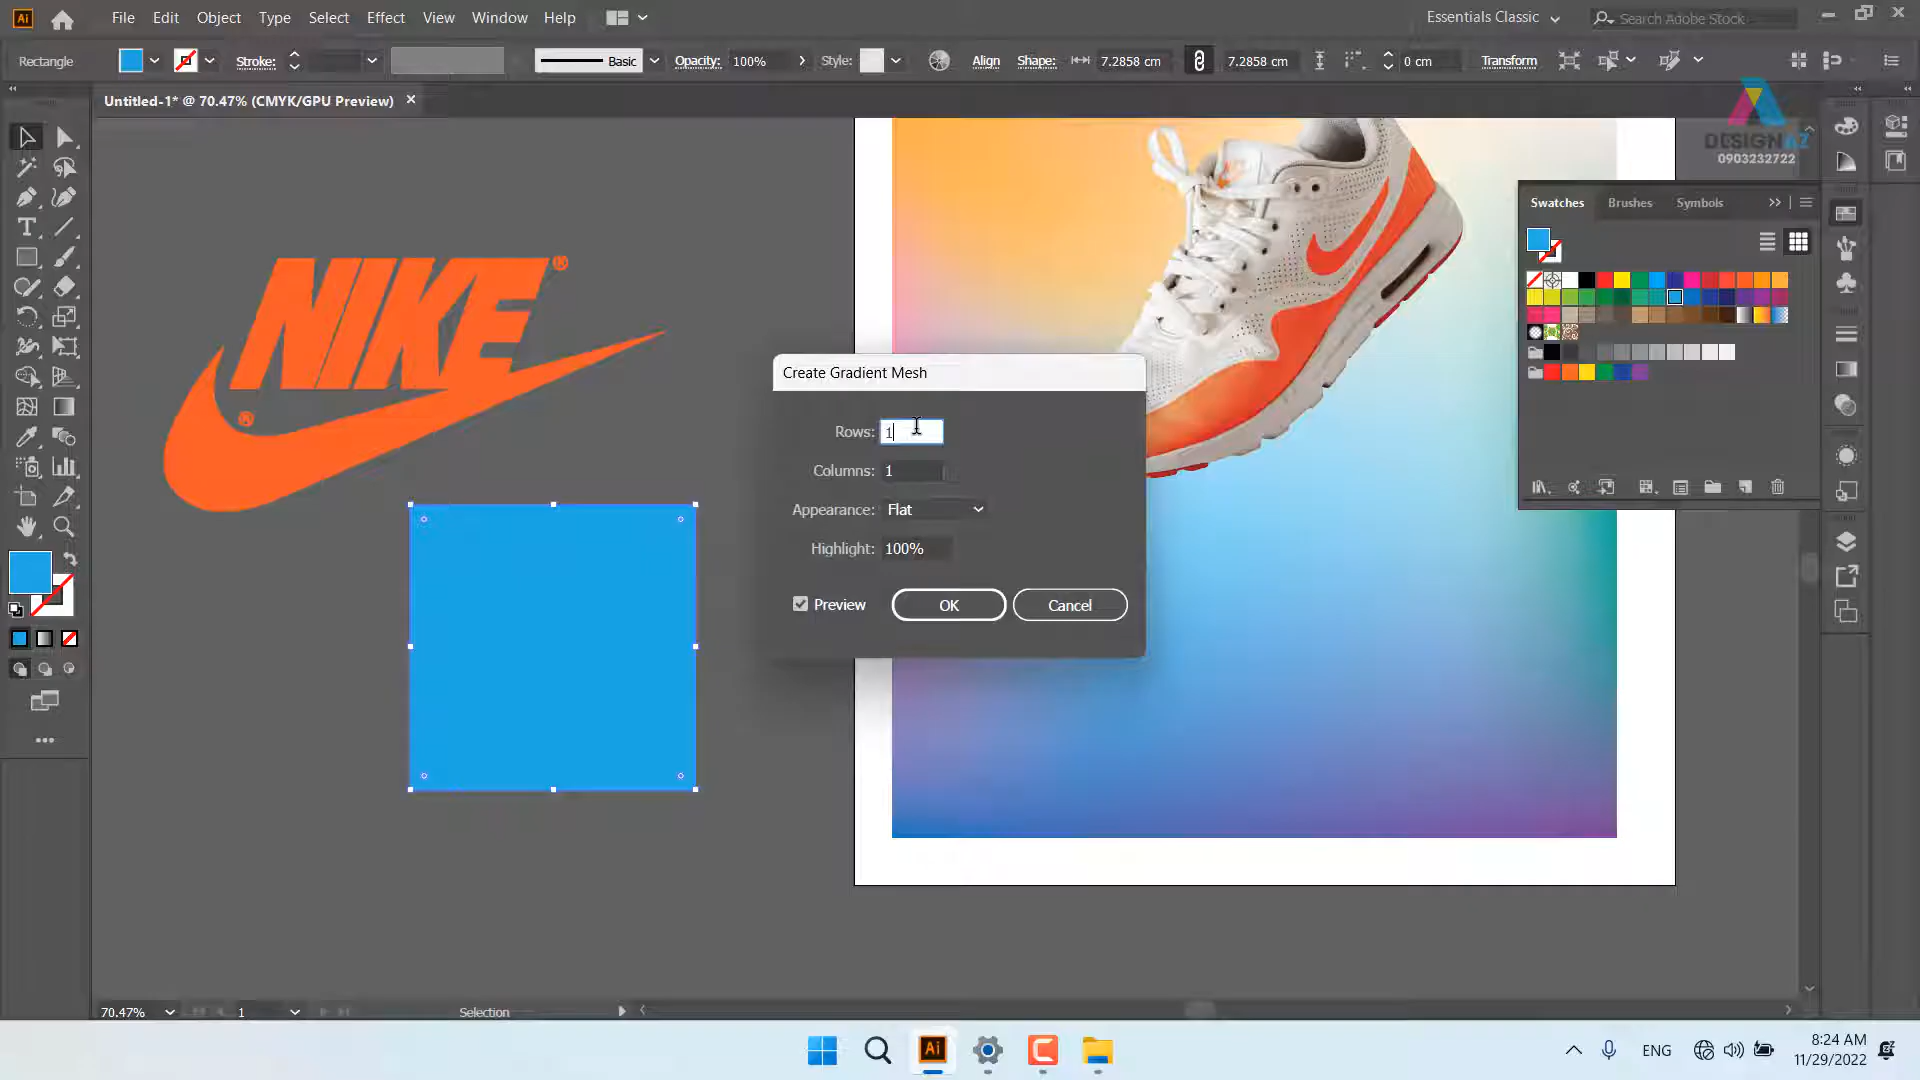 Ai File Edit Object Type Select Effect View Window Help Essentials Classic Search Adobe Stock
Rectangle Stroke: Basic Opacity: 100% Style: Align Shape: 7.2858 cm 7.2858 cm 0 cm Transform
Untitled-1* @ 70.47% (CMYK/GPU Preview)
DESIGN AZ
0903232722
Swatches Brushes Symbols
NIKE®
®
Create Gradient Mesh
Rows: 1
Columns: 1
Appearance: Flat
Highlight: 100%
Preview OK Cancel
70.47% 1 Selection
Ai ENG 8:24 AM
11/29/2022